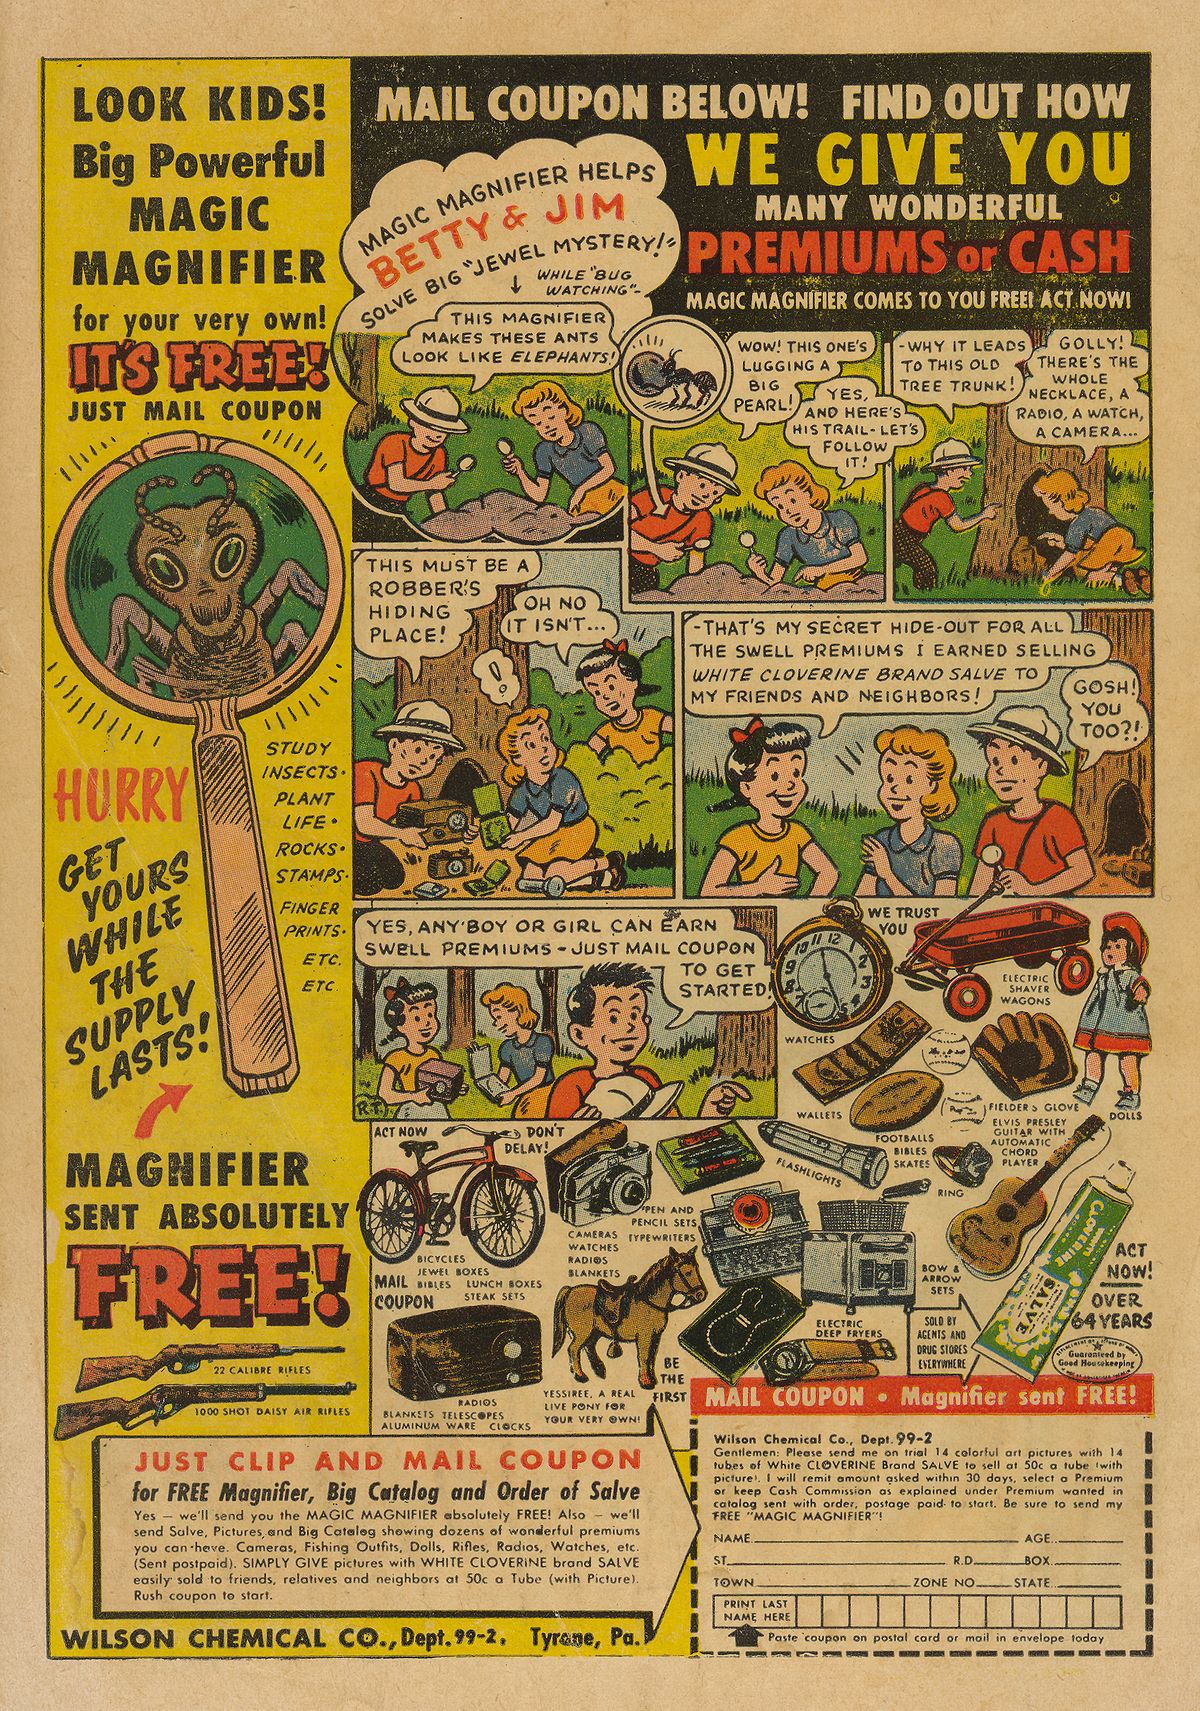 LOOK KIDS!
Big Powerful
MAGIC
MAGNIFIER
for your very own!
IT'S FREE!
JUST MAIL COUPON
HURRY
GET
YOURS
WHILE
THE
SUPPLY
LASTS!
STUDY
INSECTS•
PLANT
LIFE•
ROCKS•
STAMPS•
FINGER
PRINTS•
ETC.
ETC.
MAGNIFIER
SENT ABSOLUTELY
FREE!
22 CALIBRE RIFLES
1000 SHOT DAISY AIR RIFLES
MAIL COUPON BELOW! FIND OUT HOW
WE GIVE YOU
MANY WONDERFUL
PREMIUMS or CASH
MAGIC MAGNIFIER COMES TO YOU FREE! ACT NOW!
MAGIC MAGNIFIER HELPS
BETTY & JIM
SOLVE BIG "JEWEL MYSTERY!"
WHILE "BUG
WATCHING"-
THIS MAGNIFIER
MAKES THESE ANTS
LOOK LIKE ELEPHANTS!
WOW! THIS ONE'S
LUGGING A
BIG
PEARL!
YES,
AND HERE'S
HIS TRAIL-LET'S
FOLLOW
IT!
-WHY IT LEADS
TO THIS OLD
TREE TRUNK!
GOLLY!
THERE'S THE
WHOLE
NECKLACE, A
RADIO, A WATCH,
A CAMERA...
THIS MUST BE A
ROBBER'S
HIDING
PLACE!
!
OH NO
IT ISN'T...
-THAT'S MY SECRET HIDE-OUT FOR ALL
THE SWELL PREMIUMS I EARNED SELLING
WHITE CLOVERINE BRAND SALVE TO
MY FRIENDS AND NEIGHBORS!
GOSH!
YOU
TOO?!
YES, ANY BOY OR GIRL CAN EARN
SWELL PREMIUMS-JUST MAIL COUPON
TO GET
STARTED!
R.T.
WE TRUST
YOU
12
11
10
9
8
1
2
3
4
5
WATCHES
ELECTRIC
SHAVER
WAGONS
WALLETS
FOOTBALLS
BIBLES
SKATES
FIELDER'S GLOVE
ELVIS PRESLEY
GUITAR WITH
AUTOMATIC
CHORD
PLAYER
DOLLS
ACT NOW
DON'T
DELAY!
FLASHLIGHTS
RING
PEN AND
PENCIL SETS
TYPEWRITERS
CAMERAS
WATCHES
RADIOS
BLANKETS
BICYCLES
JEWEL BOXES
BIBLES LUNCH BOXES
STEAK SETS
MAIL
COUPON
RADIOS
BLANKETS TELESCOPES
ALUMINUM WARE CLOCKS
YESSIREE, A REAL
LIVE PONY FOR
YOUR VERY OWN!
BE
THE
FIRST
ELECTRIC
DEEP FRYERS
BOW &
ARROW
SETS
SOLD BY
AGENTS AND
DRUG STORES
EVERYWHERE
WHITE
CLOVERINE
SALVE
ACT
NOW!
OVER
64 YEARS
Guaranteed by
Good Housekeeping
JUST CLIP AND MAIL COUPON
for FREE Magnifier, Big Catalog and Order of Salve
Yes — we'll send you the MAGIC MAGNIFIER absolutely FREE! Also — we'll
send Salve, Pictures, and Big Catalog showing dozens of wonderful premiums
you can have. Cameras, Fishing Outfits, Dolls, Rifles, Radios, Watches, etc.
(Sent postpaid). SIMPLY GIVE pictures with WHITE CLOVERINE brand SALVE
easily sold to friends, relatives and neighbors at 50c a Tube (with Picture).
Rush coupon to start.
WILSON CHEMICAL CO., Dept. 99-2, Tyrone, Pa.
MAIL COUPON • Magnifier sent FREE!
Wilson Chemical Co., Dept. 99-2
Gentlemen: Please send me on trial 14 colorful art pictures with 14
tubes of White CLOVERINE Brand SALVE to sell at 50c a tube (with
picture). I will remit amount asked within 30 days, select a Premium
or keep Cash Commission as explained under Premium wanted in
catalog sent with order, postage paid to start. Be sure to send my
FREE "MAGIC MAGNIFIER"!
NAME AGE
ST. R.D. BOX
TOWN ZONE NO. STATE
PRINT LAST
NAME HERE
Paste coupon on postal card or mail in envelope today